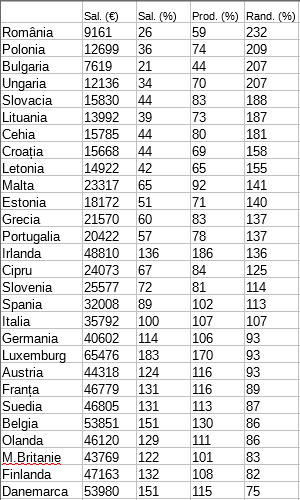 Sal. (€) Sal. (%) Prod. (%) Rand. (%)
România 9161 26 59 232
Polonia 12699 36 74 209
Bulgaria 7619 21 44 207
Ungaria 12136 34 70 207
Slovacia 15830 44 83 188
Lituania 13992 39 73 187
Cehia 15785 44 80 181
Croația 15668 44 69 158
Letonia 14922 42 65 155
Malta 23317 65 92 141
Estonia 18172 51 71 140
Grecia 21570 60 83 137
Portugalia 20422 57 78 137
Irlanda 48810 136 186 136
Cipru 24073 67 84 125
Slovenia 25577 72 81 114
Spania 32008 89 102 113
Italia 35792 100 107 107
Germania 40602 114 106 93
Luxemburg 65476 183 170 93
Austria 44318 124 116 93
Franța 46779 131 116 89
Suedia 46805 131 113 87
Belgia 53851 151 130 86
Olanda 46120 129 111 86
M.Britanie 43769 122 101 83
Finlanda 47163 132 108 82
Danemarca 53980 151 115 75